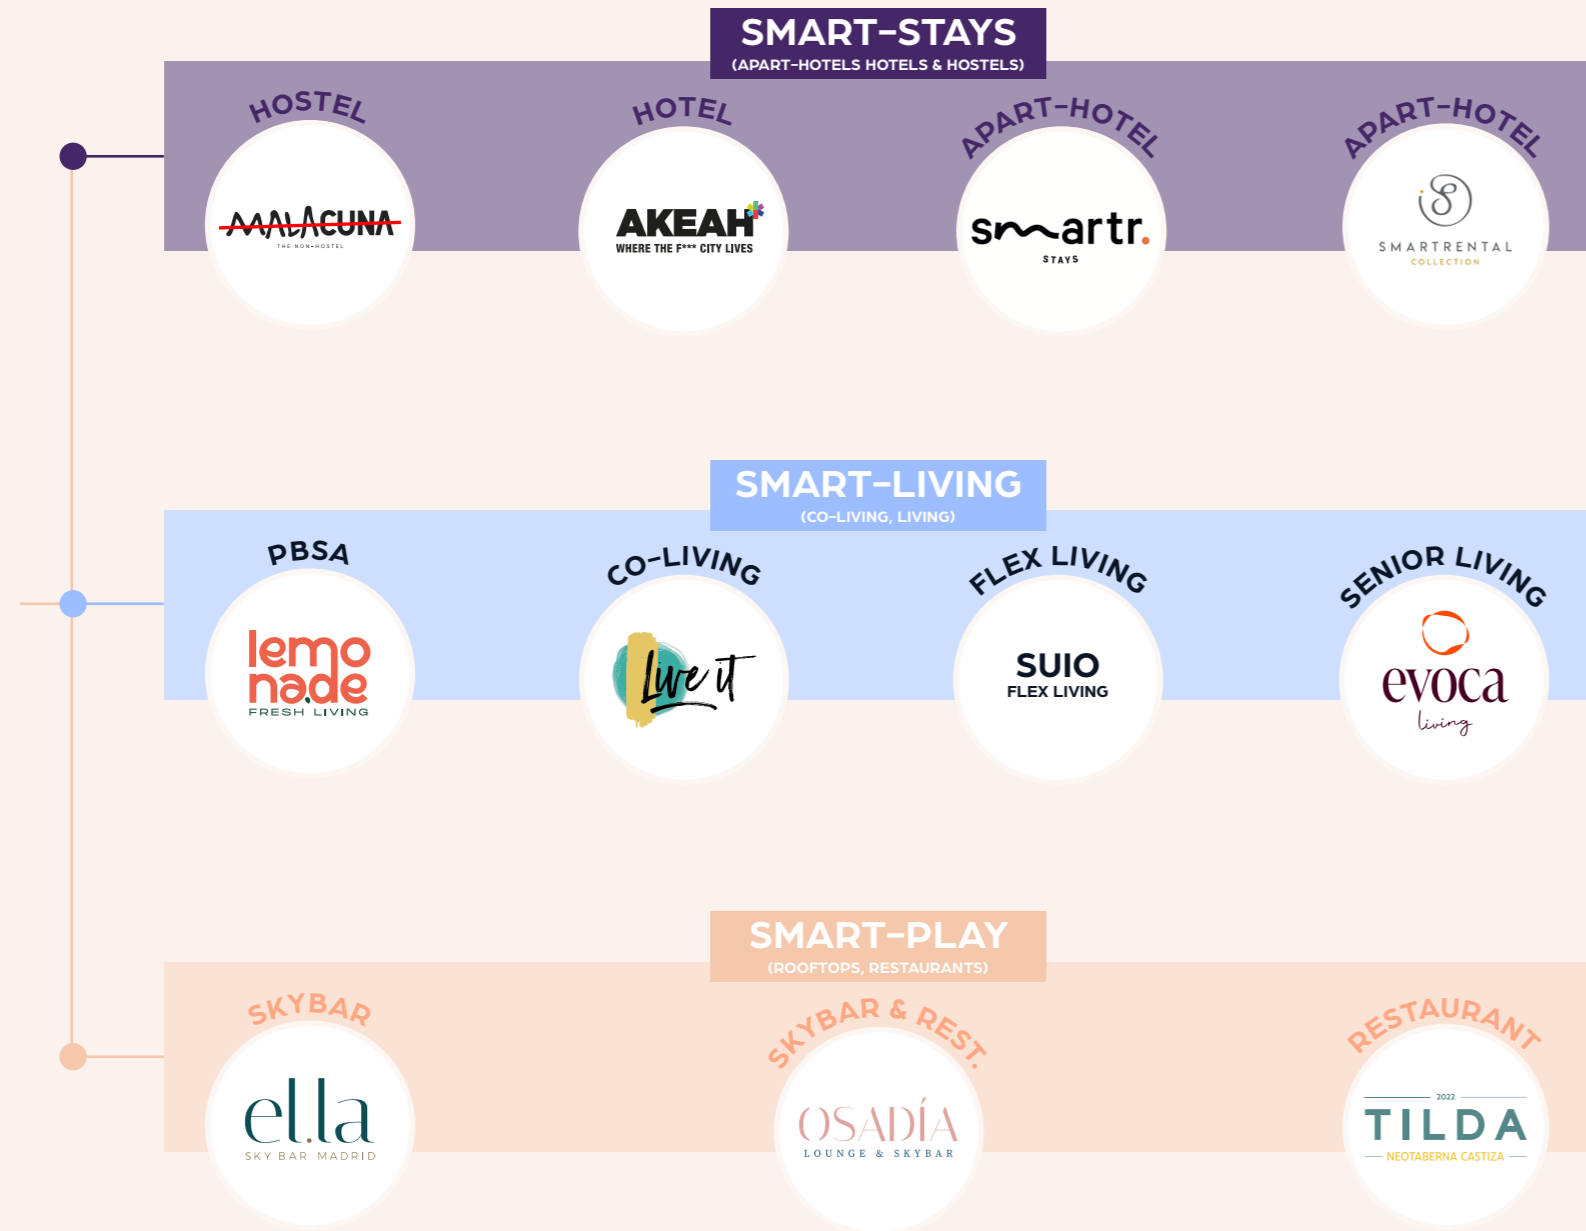 SMART-STAYS
(APART-HOTELS HOTELS & HOSTELS)
HOSTEL
MALACUNA
THE NON-HOSTEL
HOTEL
AKEAH*
WHERE THE F*** CITY LIVES
APART-HOTEL
smartr.
STAYS
APART-HOTEL
iS
SMARTRENTAL
COLLECTION
SMART-LIVING
(CO-LIVING, LIVING)
PBSA
lemo
nade
FRESH LIVING
CO-LIVING
Live it
FLEX LIVING
SUIO
FLEX LIVING
SENIOR LIVING
evoca
living
SMART-PLAY
(ROOFTOPS, RESTAURANTS)
SKYBAR
el.la
SKY BAR MADRID
SKYBAR & REST.
OSADÍA
LOUNGE & SKYBAR
RESTAURANT
2022
TILDA
NEOTABERNA CASTIZA